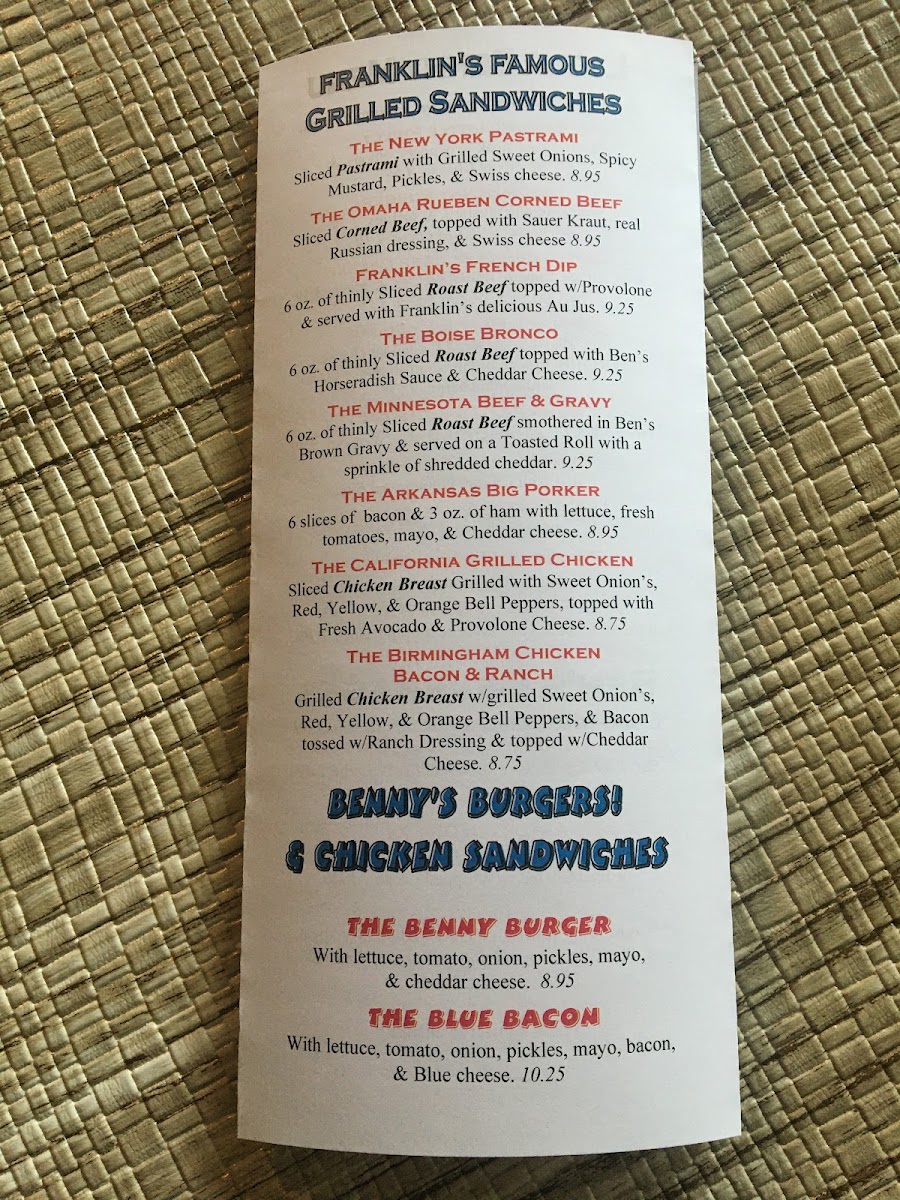 FRANKLIN'S FAMOUS
GRILLED SANDWICHES
THE NEW YORK PASTRAMI
Sliced Pastrami with Grilled Sweet Onions, Spicy
Mustard, Pickles, & Swiss cheese. 8.95
THE OMAHA RUEBEN CORNED BEEF
Sliced Corned Beef, topped with Sauer Kraut, real
Russian dressing, & Swiss cheese 8.95
FRANKLIN'S FRENCH DIP
6 oz. of thinly Sliced Roast Beef topped w/Provolone
& served with Franklin's delicious Au Jus. 9.25
THE BOISE BRONCO
6 oz. of thinly Sliced Roast Beef topped with Ben's
Horseradish Sauce & Cheddar Cheese. 9.25
THE MINNESOTA BEEF & GRAVY
6 oz. of thinly Sliced Roast Beef smothered in Ben's
Brown Gravy & served on a Toasted Roll with a
sprinkle of shredded cheddar. 9.25
THE ARKANSAS BIG PORKER
6 slices of bacon & 3 oz. of ham with lettuce, fresh
tomatoes, mayo, & Cheddar cheese. 8.95
THE CALIFORNIA GRILLED CHICKEN
Sliced Chicken Breast Grilled with Sweet Onion's,
Red, Yellow, & Orange Bell Peppers, topped with
Fresh Avocado & Provolone Cheese. 8.75
THE BIRMINGHAM CHICKEN
BACON & RANCH
Grilled Chicken Breast w/grilled Sweet Onion's,
Red, Yellow, & Orange Bell Peppers, & Bacon
tossed w/Ranch Dressing & topped w/Cheddar
Cheese. 8.75
BENNY'S BURGERS!
& CHICKEN SANDWICHES
THE BENNY BURGER
With lettuce, tomato, onion, pickles, mayo,
& cheddar cheese. 8.95
THE BLUE BACON
With lettuce, tomato, onion, pickles, mayo, bacon,
& Blue cheese. 10.25